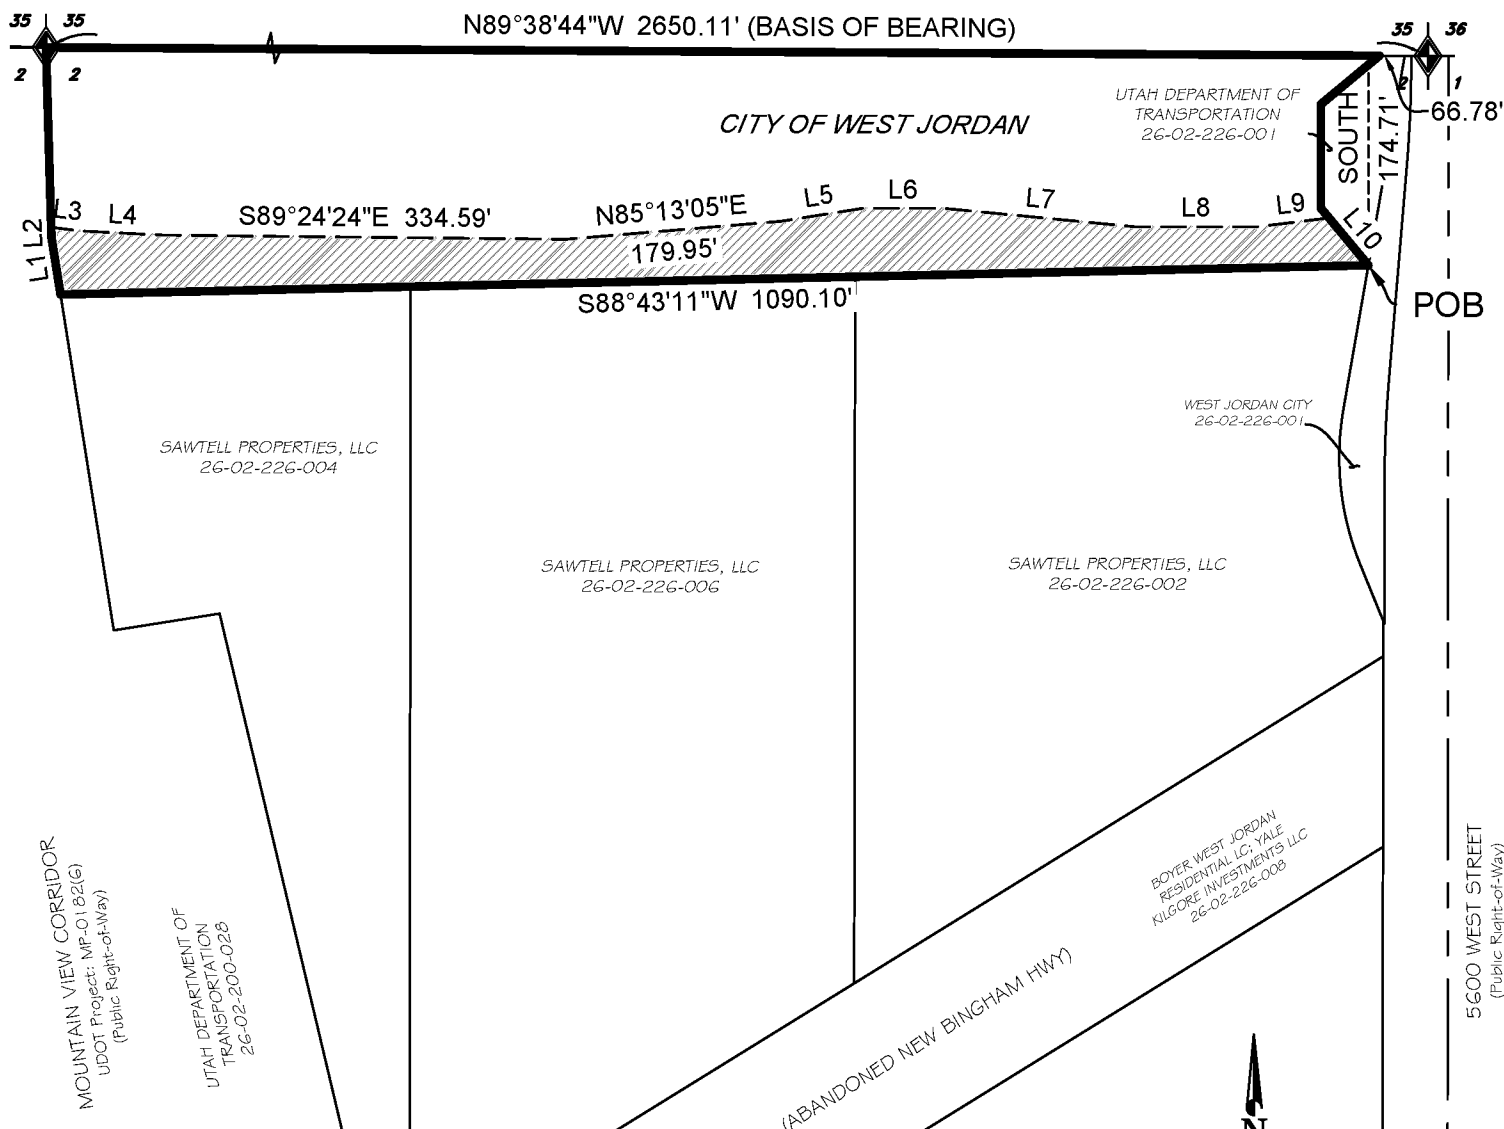 35 35
N89°38'44"W 2650.11' (BASIS OF BEARING)
35 36
2 2
2 1
UTAH DEPARTMENT OF
TRANSPORTATION
26-02-226-001
CITY OF WEST JORDAN
SOUTH
174.71'
66.78'
L1 L2
L3 L4
S89°24'24"E 334.59'
N85°13'05"E
179.95'
L5
L6
L7
L8
L9
L10
S88°43'11"W 1090.10'
POB
WEST JORDAN CITY
26-02-226-001
SAWTELL PROPERTIES, LLC
26-02-226-004
SAWTELL PROPERTIES, LLC
26-02-226-006
SAWTELL PROPERTIES, LLC
26-02-226-002
BOYER WEST JORDAN
RESIDENTIAL LC; YALE
KILGORE INVESTMENTS LLC
26-02-226-008
MOUNTAIN VIEW CORRIDOR
UDOT Project: MP-0182(6)
(Public Right-of-Way)
UTAH DEPARTMENT OF
TRANSPORTATION
26-02-200-028
(ABANDONED NEW BINGHAM HWY)
5600 WEST STREET
(Public Right-of-Way)
N